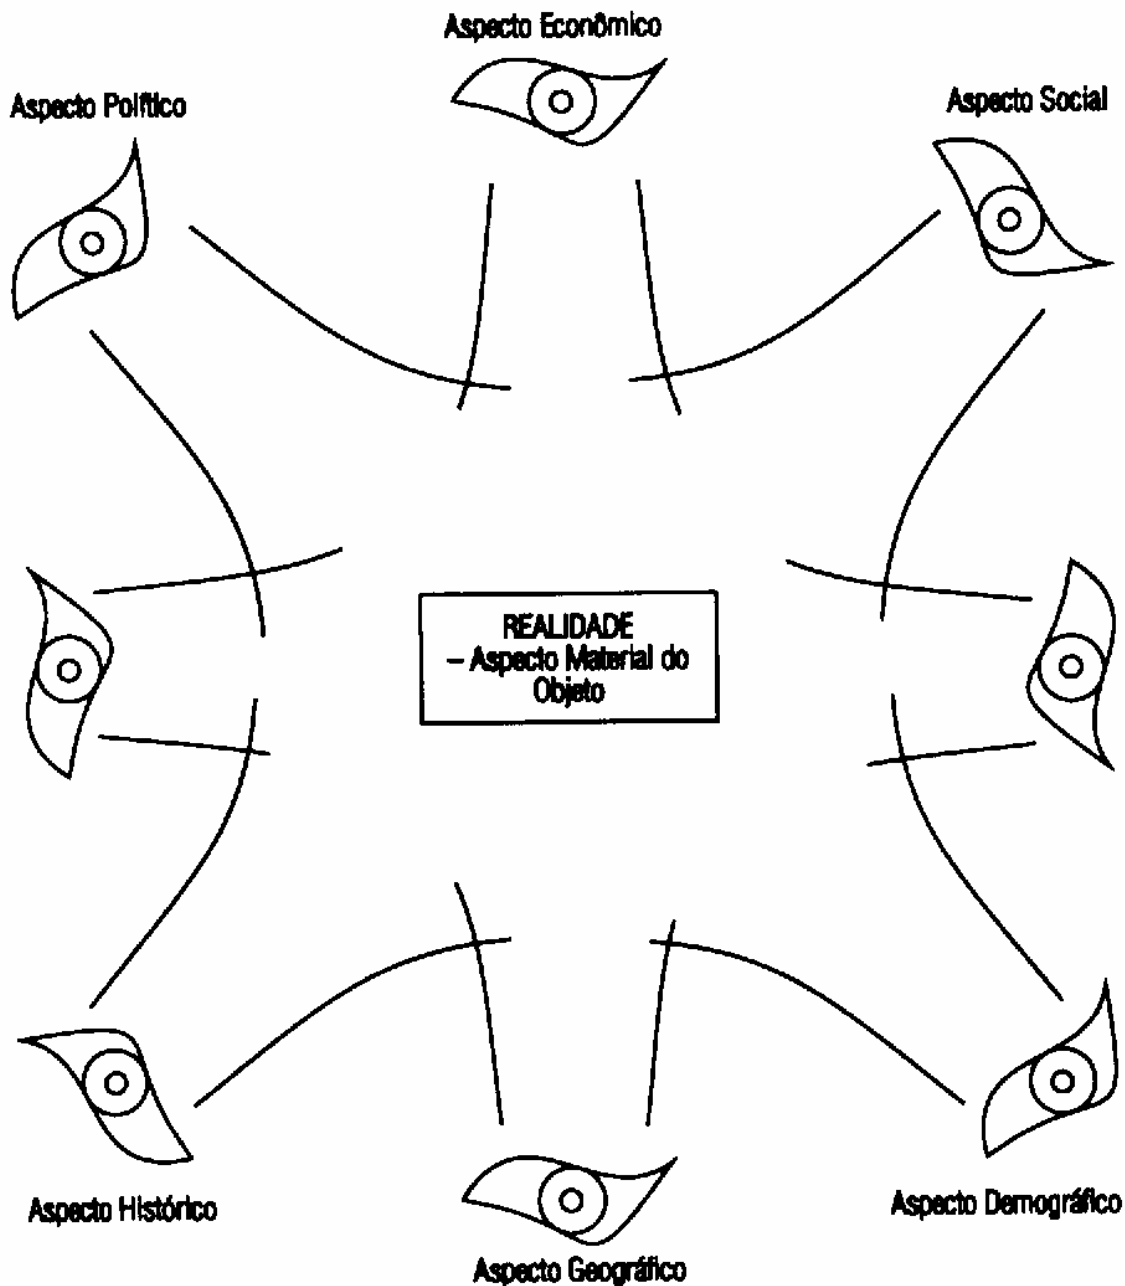 Aspecto Econômico
Aspecto Político
Aspecto Social
REALIDADE
– Aspecto Material do
Objeto
Aspecto Histórico
Aspecto Demográfico
Aspecto Geográfico